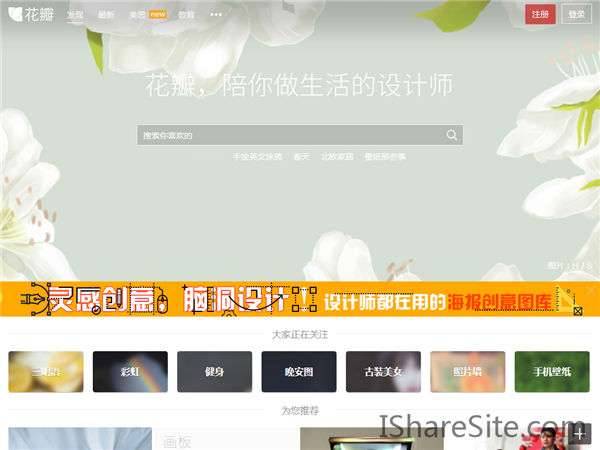 花瓣 发现 最新 美思 new 教育 ••• 注册 登录
花瓣，陪你做生活的设计师
搜索你喜欢的
手绘英文涂鸦 春天 北欧家居 壁纸那些事
图片：H / S
灵感创意，脑洞设计！ 设计师都在用的海报创意图库
大家正在关注
三明治 彩虹 健身 晚安图 古装美女 照片墙 手机壁纸
为您推荐
画板
IShareSite.com